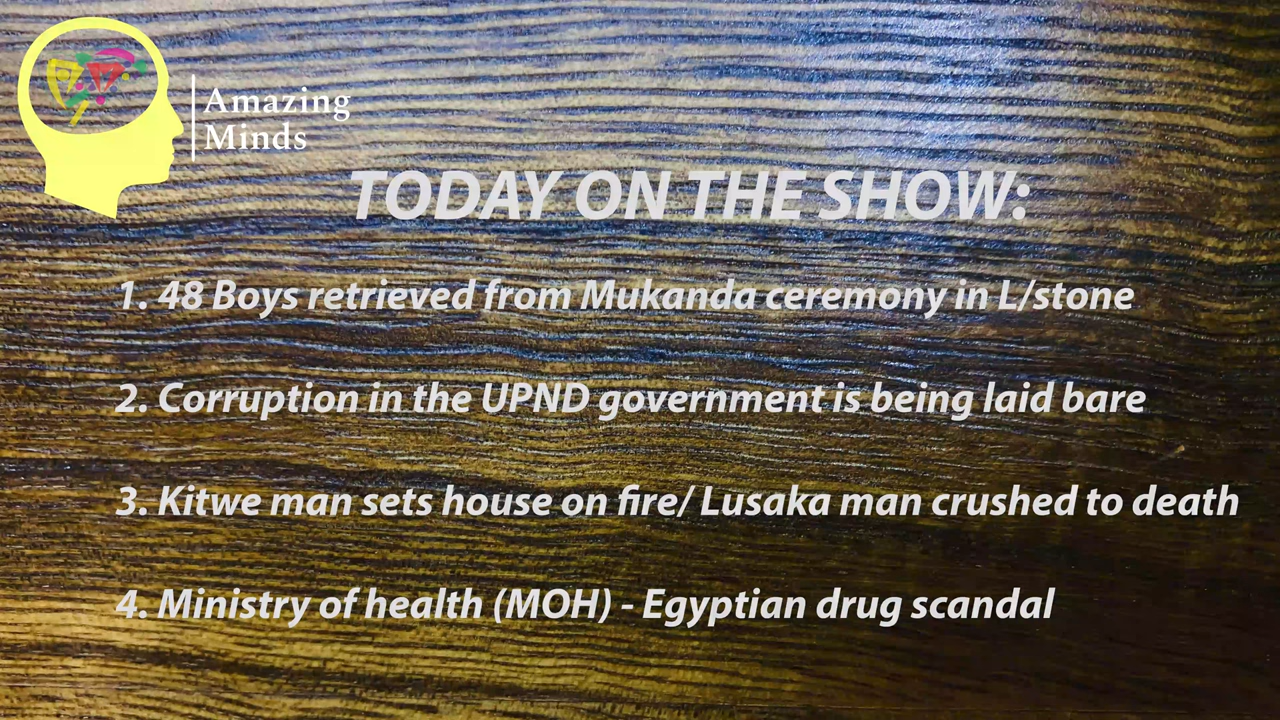 Amazing
Minds
TODAY ON THE SHOW:
1. 48 Boys retrieved from Mukanda ceremony in L/stone
2. Corruption in the UPND government is being laid bare
3. Kitwe man sets house on fire/ Lusaka man crushed to death
4. Ministry of health (MOH) - Egyptian drug scandal